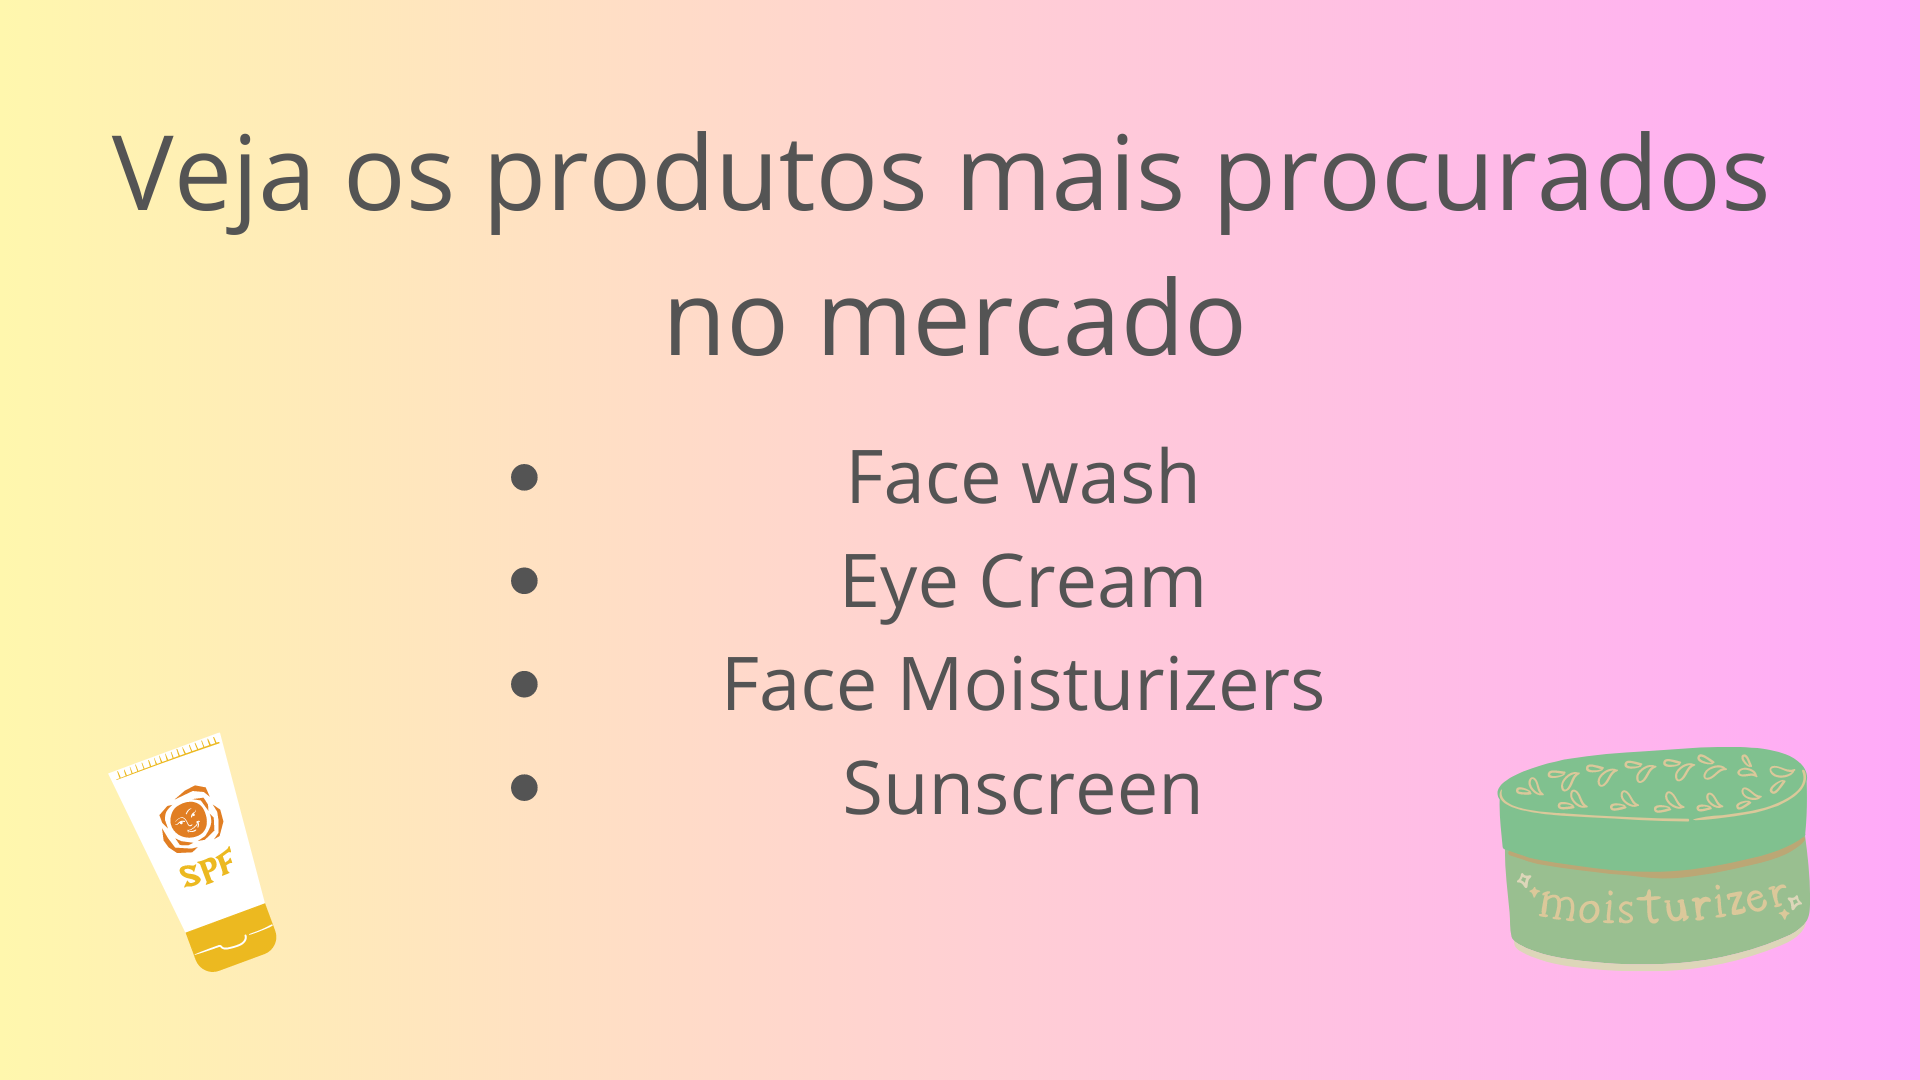 Veja os produtos mais procurados
no mercado
• Face wash
• Eye Cream
• Face Moisturizers
• Sunscreen
SPF
moisturizer